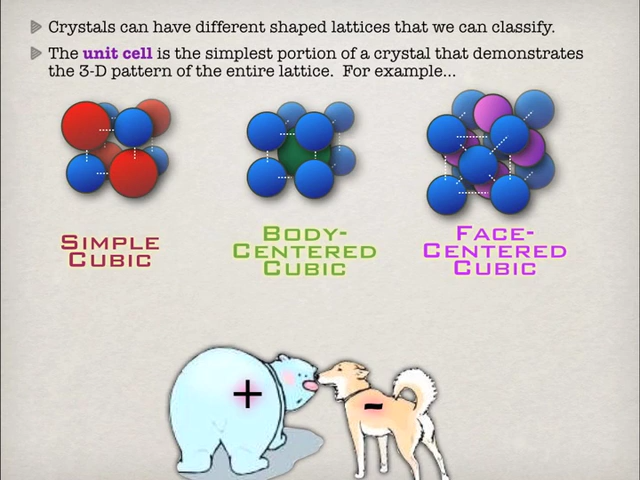 Crystals can have different shaped lattices that we can classify.
The unit cell is the simplest portion of a crystal that demonstrates
the 3-D pattern of the entire lattice. For example...
Simple
Cubic
Body-
Centered
Cubic
Face-
Centered
Cubic
+
-